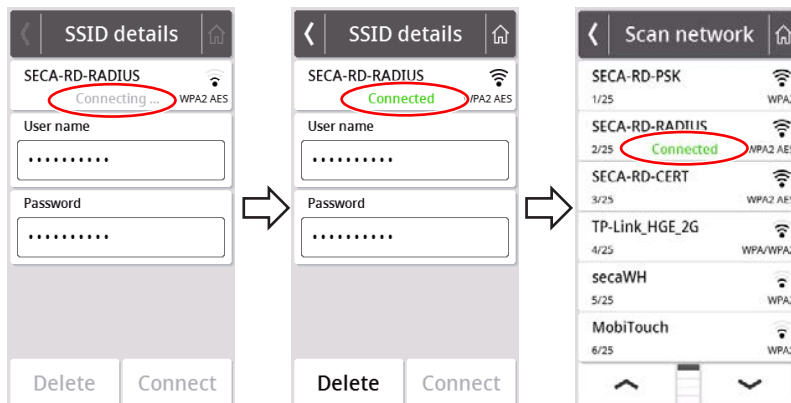 SSID details
SECA-RD-RADIUS
Connecting ... WPA2 AES
User name
••••••••••
Password
••••••••••
Delete Connect
SSID details
SECA-RD-RADIUS
Connected WPA2 AES
User name
••••••••••
Password
••••••••••
Delete Connect
Scan network
SECA-RD-PSK
1/25 WPA2
SECA-RD-RADIUS
2/25 Connected WPA2 AES
SECA-RD-CERT
3/25 WPA2 AES
TP-Link_HGE_2G
4/25 WPA/WPA2
secaWH
5/25 WPA2
MobiTouch
6/25 WPA2